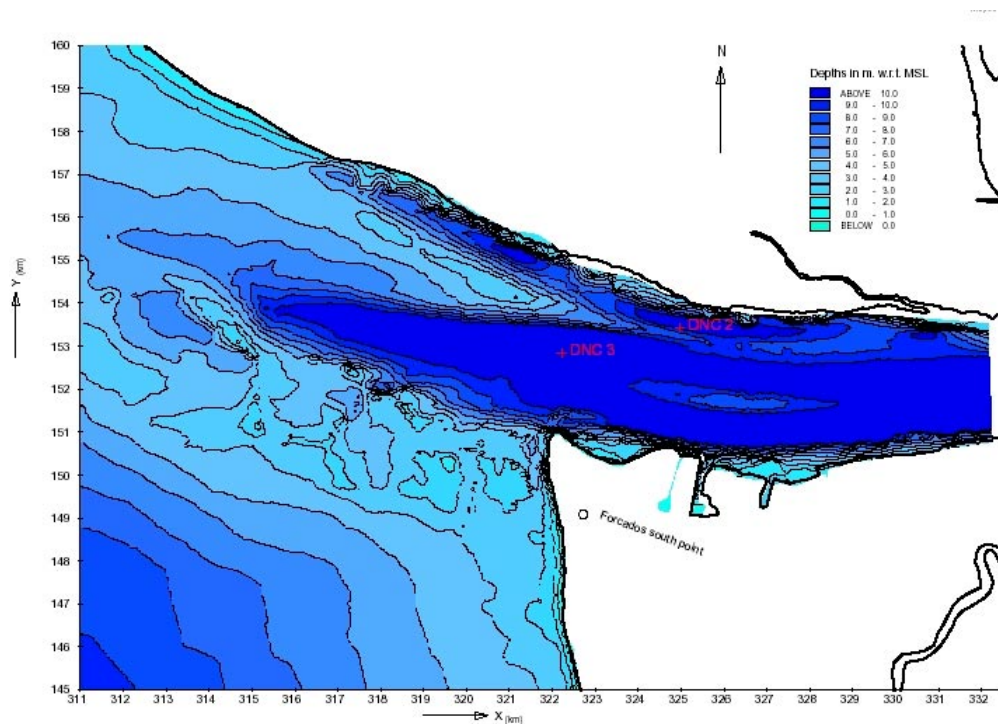 N
Depths in m. w.r.t. MSL
ABOVE 10.0
9.0 - 10.0
8.0 - 9.0
7.0 - 8.0
6.0 - 7.0
5.0 - 6.0
4.0 - 5.0
3.0 - 4.0
2.0 - 3.0
1.0 - 2.0
0.0 - 1.0
BELOW 0.0
160
159
158
157
156
155
154
153
152
151
150
149
148
147
146
145
Y (km)
DNC 2
DNC 3
Forcados south point
311 312 313 314 315 316 317 318 319 320 321 322 323 324 325 326 327 328 329 330 331 332
X (km)